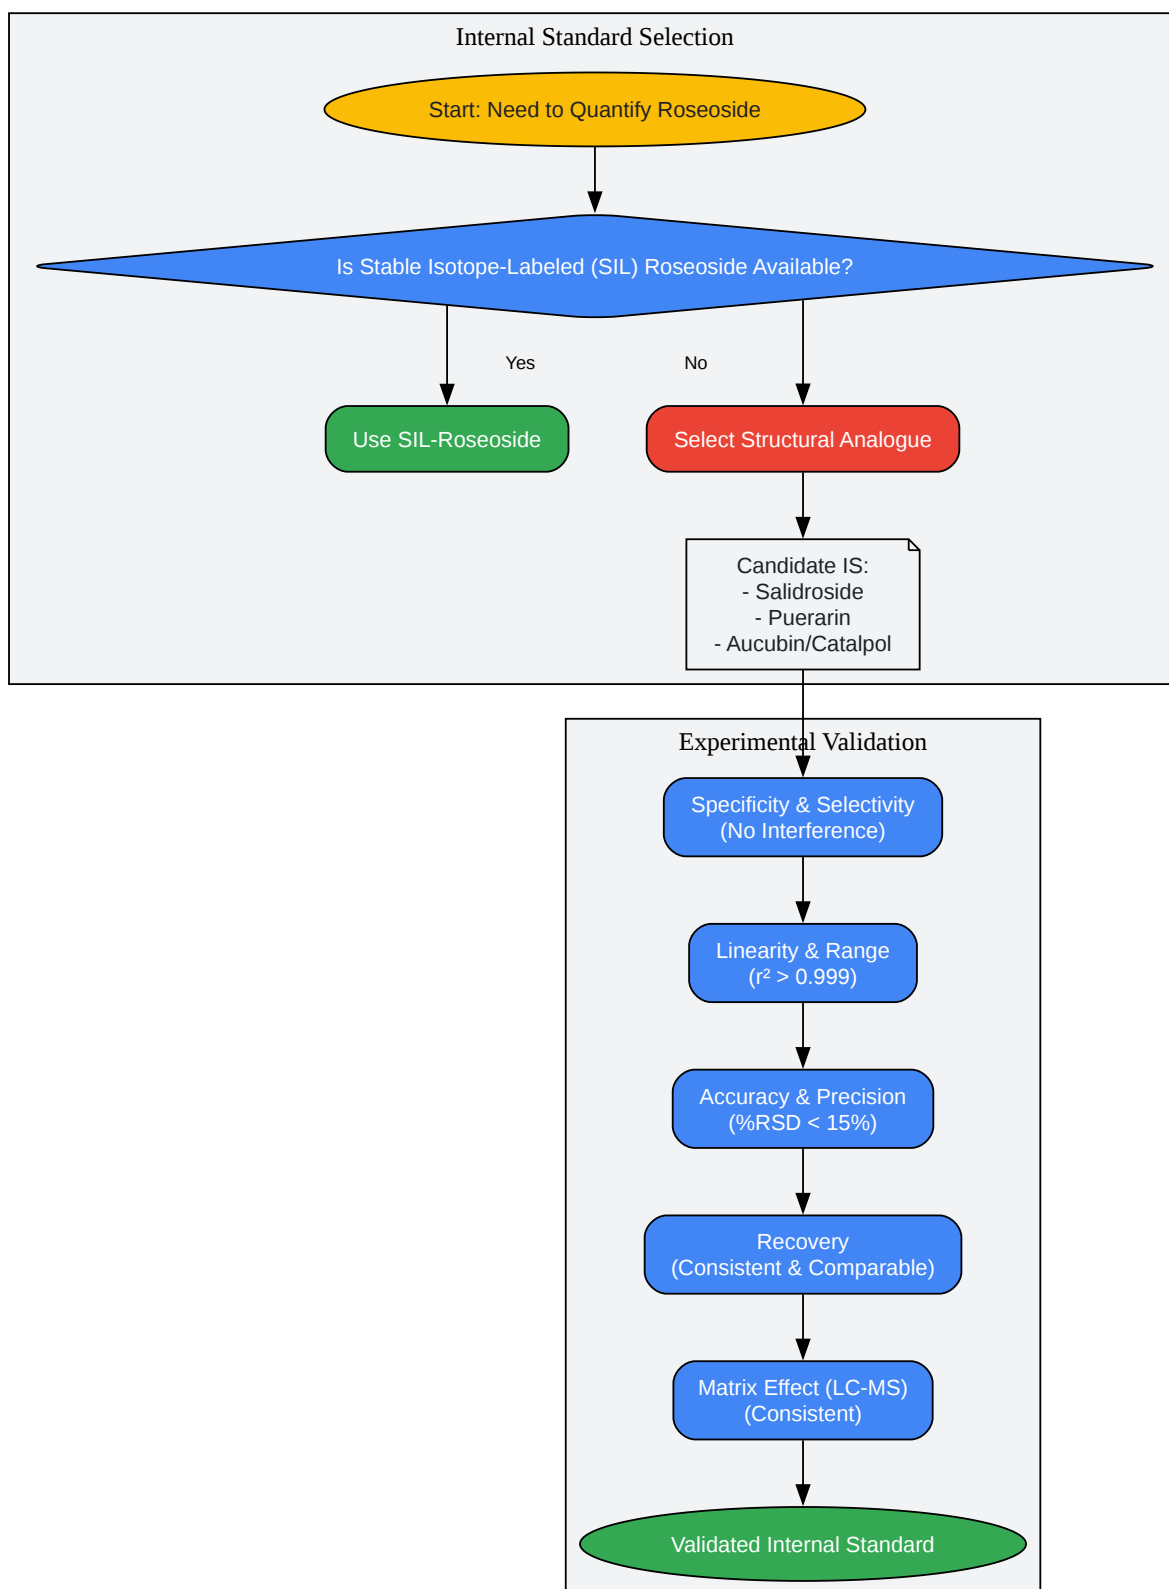 Internal Standard Selection
Start: Need to Quantify Roseoside
Is Stable Isotope-Labeled (SIL) Roseoside Available?
Yes
No
Use SIL-Roseoside
Select Structural Analogue
Candidate IS:
- Salidroside
- Puerarin
- Aucubin/Catalpol
Experimental Validation
Specificity & Selectivity
(No Interference)
Linearity & Range
(r² > 0.999)
Accuracy & Precision
(%RSD < 15%)
Recovery
(Consistent & Comparable)
Matrix Effect (LC-MS)
(Consistent)
Validated Internal Standard